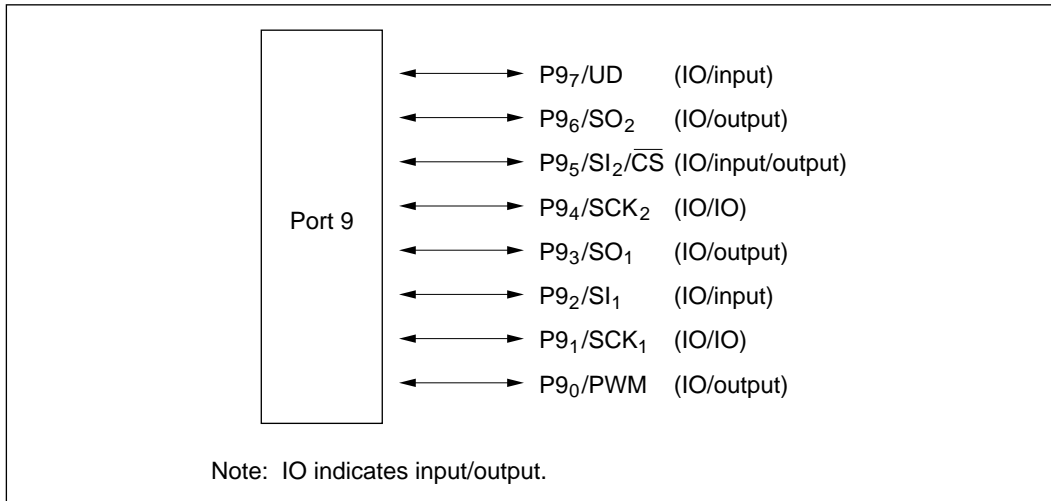 Port 9
P9₇/UD (IO/input)
P9₆/SO₂ (IO/output)
P9₅/SI₂/C̅S̅ (IO/input/output)
P9₄/SCK₂ (IO/IO)
P9₃/SO₁ (IO/output)
P9₂/SI₁ (IO/input)
P9₁/SCK₁ (IO/IO)
P9₀/PWM (IO/output)
Note: IO indicates input/output.